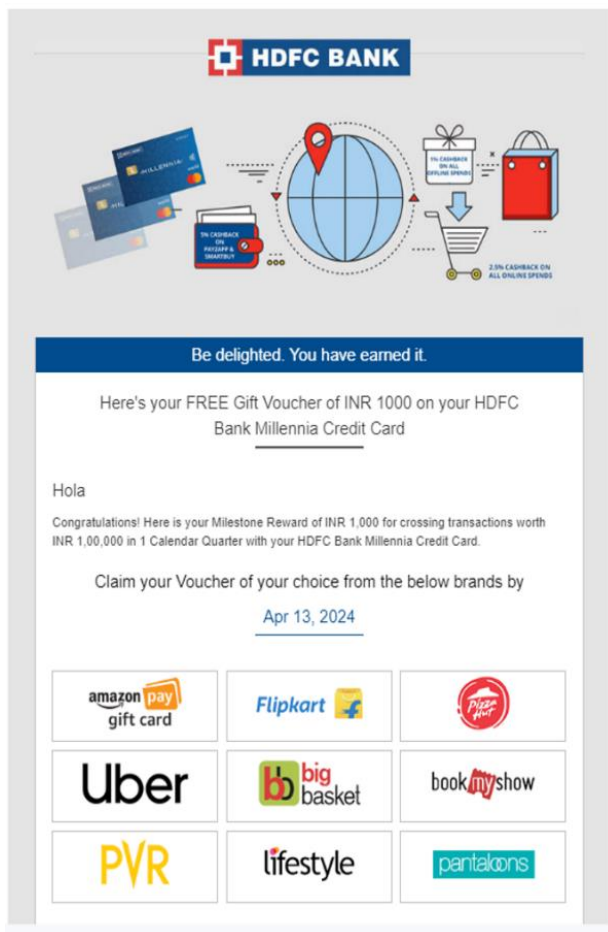 HDFC BANK
MILLENNIA
MILLENNIA
5% CASHBACK
ON
PAYZAPP &
SMARTBUY
1% CASHBACK
ON ALL
OFFLINE SPENDS
2.5% CASHBACK ON
ALL ONLINE SPENDS
Be delighted. You have earned it.
Here's your FREE Gift Voucher of INR 1000 on your HDFC
Bank Millennia Credit Card
Hola
Congratulations! Here is your Milestone Reward of INR 1,000 for crossing transactions worth
INR 1,00,000 in 1 Calendar Quarter with your HDFC Bank Millennia Credit Card.
Claim your Voucher of your choice from the below brands by
Apr 13, 2024
amazon pay
gift card
Flipkart
Pizza
Hut
Uber
bb big
basket
bookmyshow
PVR
lifestyle
pantaloons